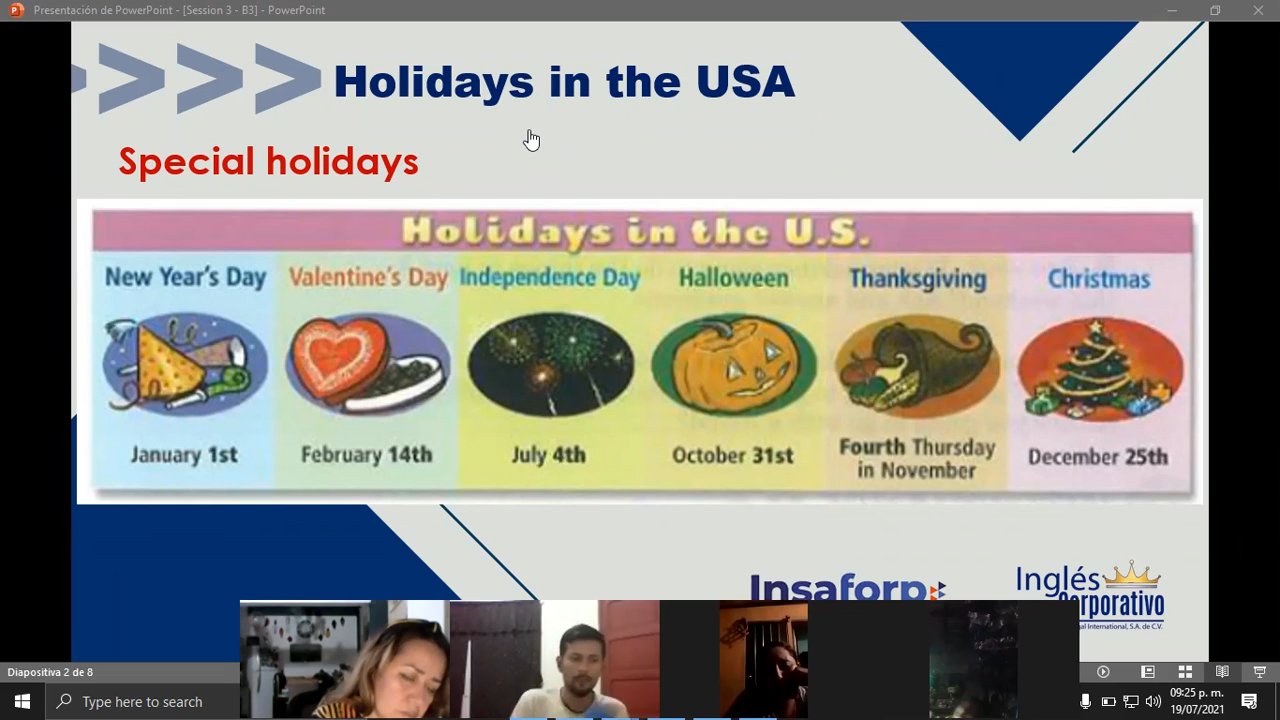 Presentación de PowerPoint - [Session 3 - B3] - PowerPoint
Holidays in the USA
Special holidays
Holidays in the U.S.
New Year's Day
Valentine's Day
Independence Day
Halloween
Thanksgiving
Christmas
January 1st
February 14th
July 4th
October 31st
Fourth Thursday
in November
December 25th
Insaforp
Inglés
Corporativo
International, S.A. de C.V.
Diapositiva 2 de 8
Type here to search
09:25 p. m.
19/07/2021